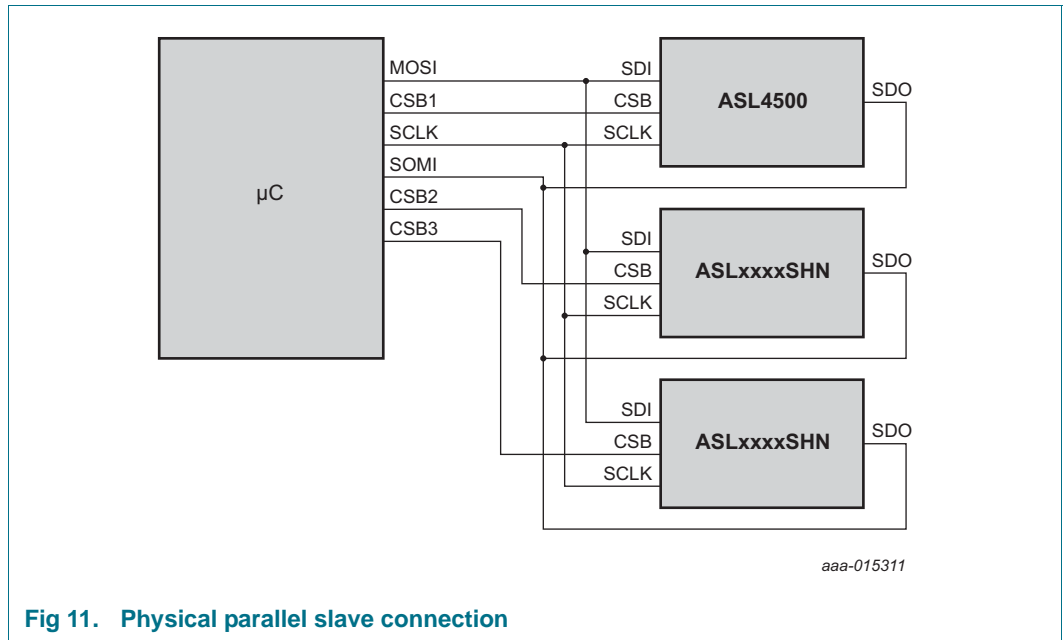 MOSI
CSB1
SCLK
SOMI
CSB2
CSB3
µC
SDI
CSB
SCLK
ASL4500
SDO
SDI
CSB
SCLK
ASLxxxxSHN
SDO
SDI
CSB
SCLK
ASLxxxxSHN
SDO
aaa-015311
Fig 11. Physical parallel slave connection